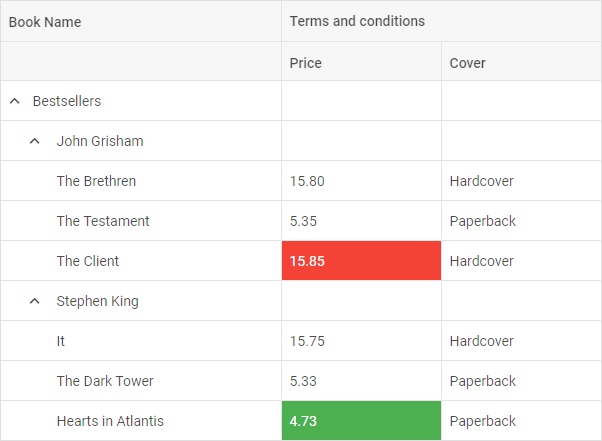 Book Name Terms and conditions
Price Cover
Bestsellers
John Grisham
The Brethren 15.80 Hardcover
The Testament 5.35 Paperback
The Client 15.85 Hardcover
Stephen King
It 15.75 Hardcover
The Dark Tower 5.33 Paperback
Hearts in Atlantis 4.73 Paperback